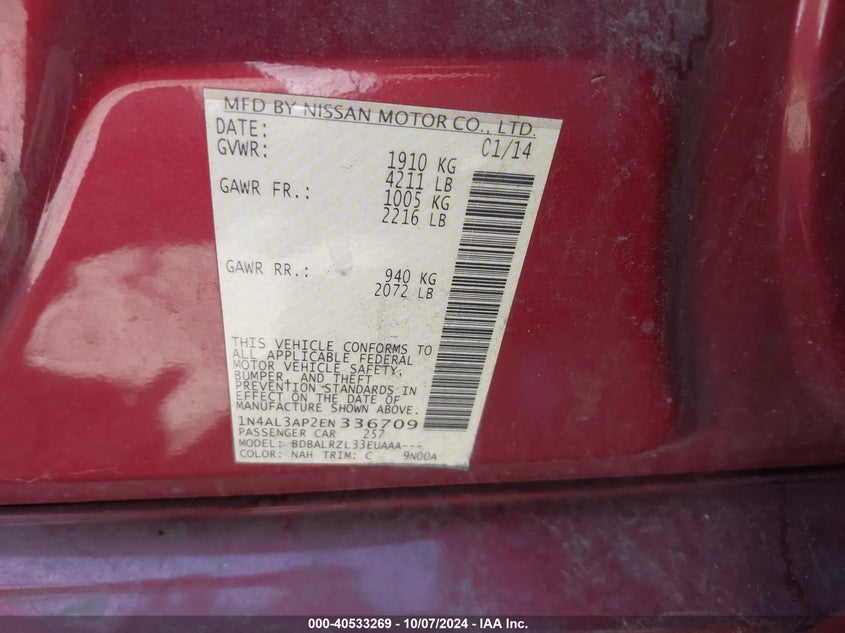 MFD BY NISSAN MOTOR CO., LTD.
DATE: 01/14
GVWR: 1910 KG
4211 LB
GAWR FR.: 1005 KG
2216 LB
GAWR RR.: 940 KG
2072 LB
THIS VEHICLE CONFORMS TO
ALL APPLICABLE FEDERAL
MOTOR VEHICLE SAFETY,
BUMPER, AND THEFT
PREVENTION STANDARDS IN
EFFECT ON THE DATE OF
MANUFACTURE SHOWN ABOVE.
1N4AL3AP2EN336709
PASSENGER CAR 257
MODEL: BDBALRZL33EUAAA---
COLOR: NAH TRIM: C 9N00A
000-40533269 - 10/07/2024 - IAA Inc.